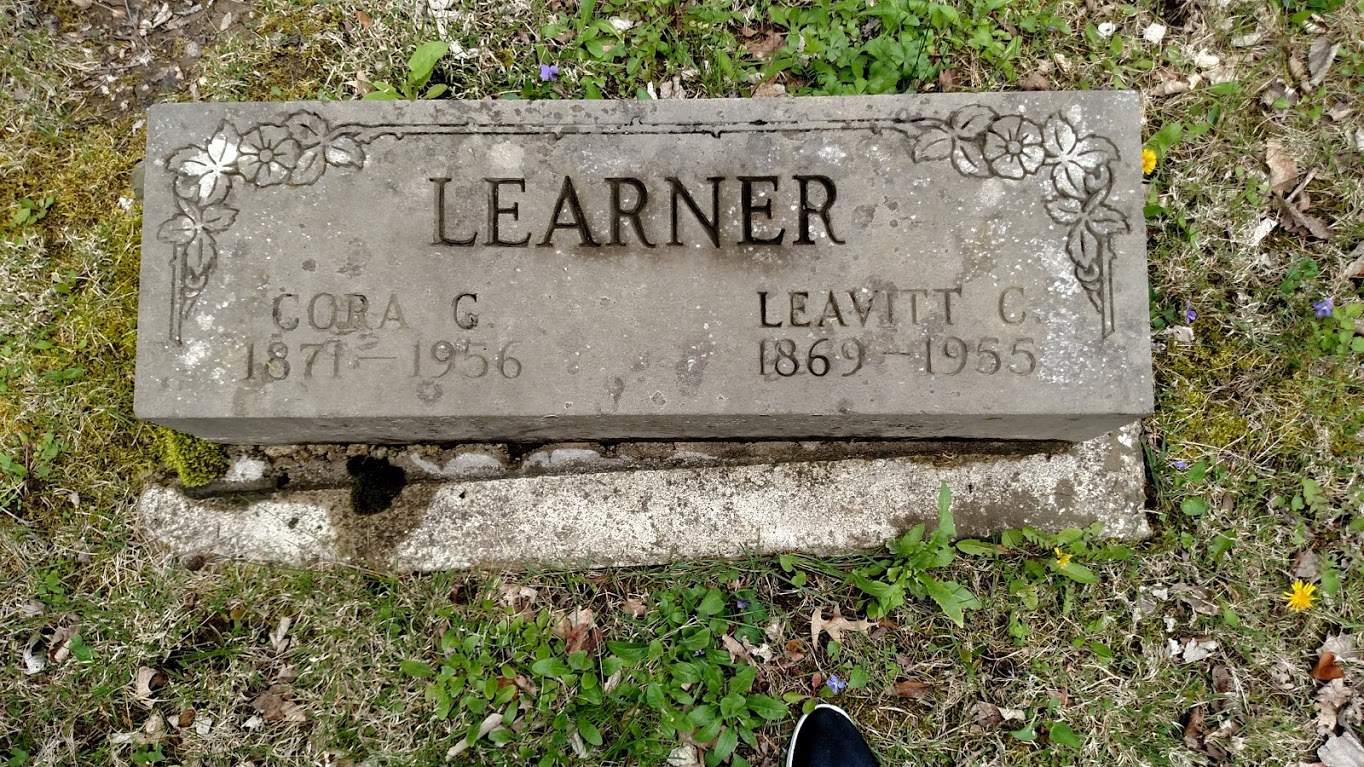 LEARNER
CORA G. LEAVITT C.
1871-1956 1869-1955